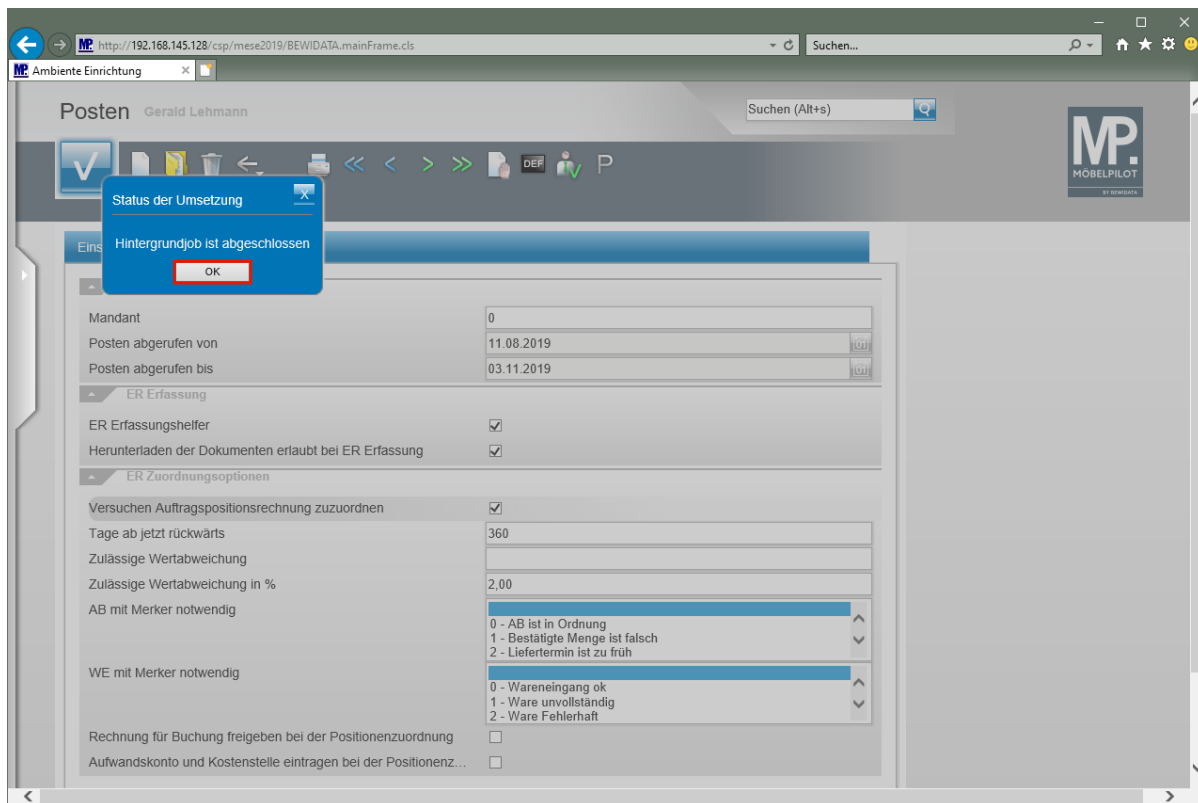 http://192.168.145.128/csp/mese2019/BEWIDATA.mainFrame.cls
Suchen...
MP. Ambiente Einrichtung
Posten Gerald Lehmann
Suchen (Alt+s)
DEF
P
MP.
MÖBELPILOT
BY BEWIDATA
Status der Umsetzung
X
Hintergrundjob ist abgeschlossen
OK
Eins
Mandant 0
Posten abgerufen von 11.08.2019
Posten abgerufen bis 03.11.2019
ER Erfassung
ER Erfassungshelfer
Herunterladen der Dokumenten erlaubt bei ER Erfassung
ER Zuordnungsoptionen
Versuchen Auftragspositionsrechnung zuzuordnen
Tage ab jetzt rückwärts 360
Zulässige Wertabweichung
Zulässige Wertabweichung in % 2,00
AB mit Merker notwendig
0 - AB ist in Ordnung
1 - Bestätigte Menge ist falsch
2 - Liefertermin ist zu früh
WE mit Merker notwendig
0 - Wareneingang ok
1 - Ware unvollständig
2 - Ware Fehlerhaft
Rechnung für Buchung freigeben bei der Positionenzuordnung
Aufwandskonto und Kostenstelle eintragen bei der Positionenz...